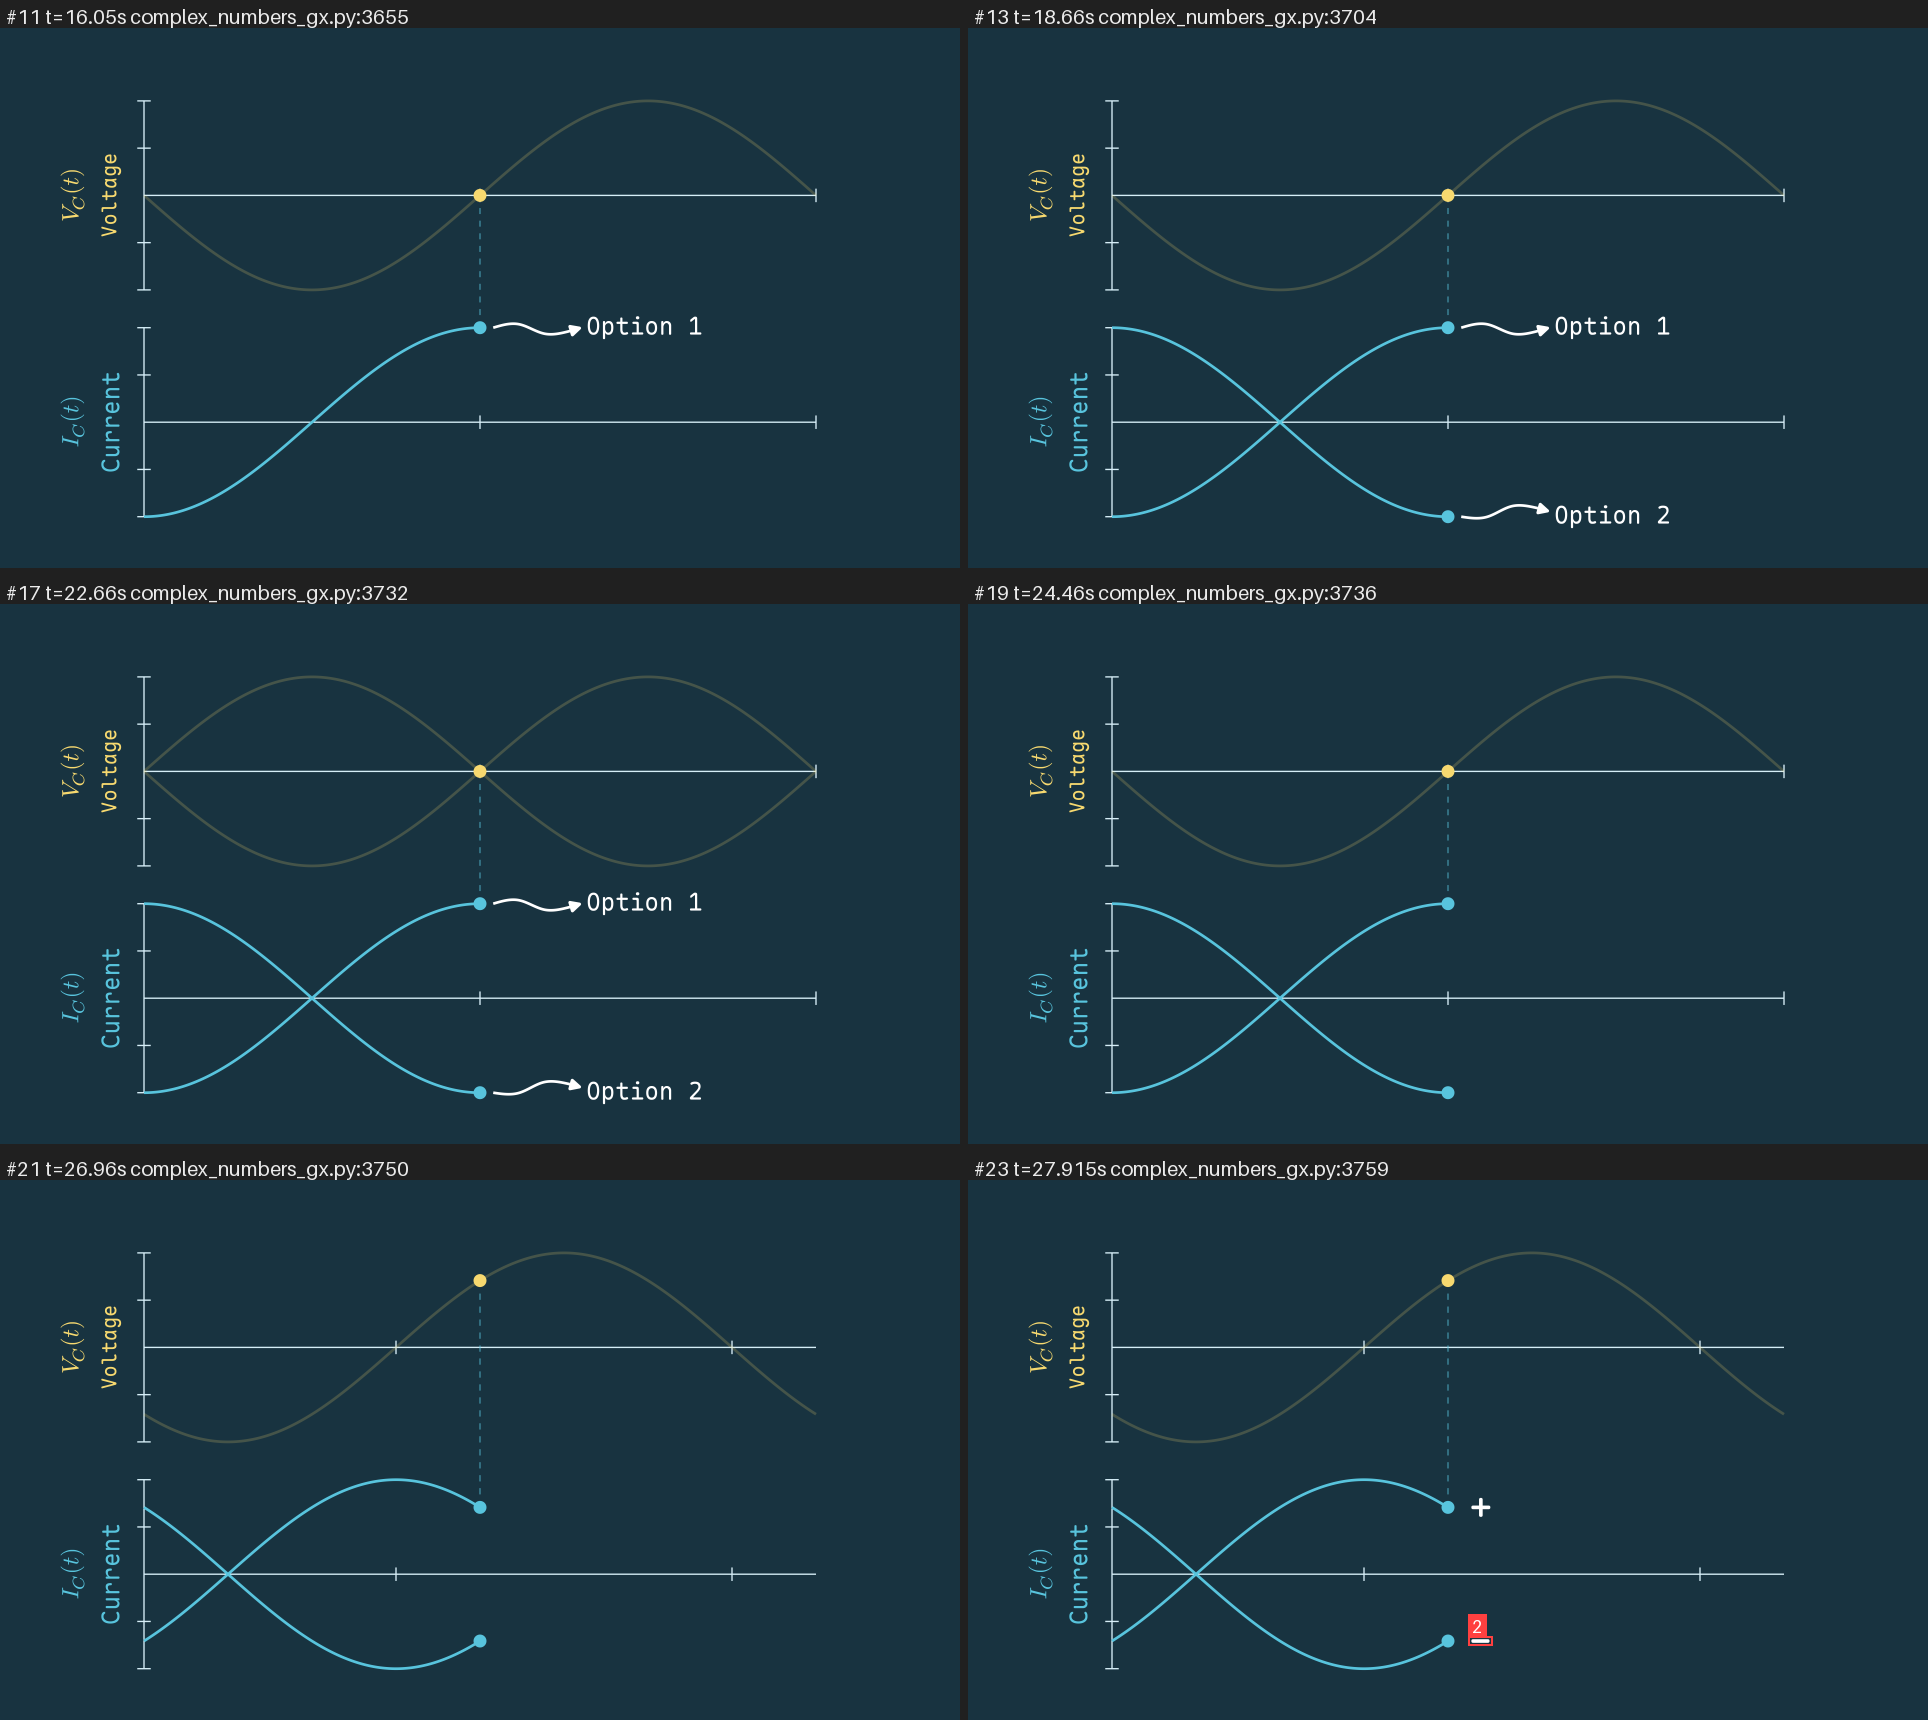 #11 t=16.05s complex_numbers_gx.py:3655
V_C(t)
Voltage
Option 1
I_C(t)
Current
#13 t=18.66s complex_numbers_gx.py:3704
V_C(t)
Voltage
Option 1
I_C(t)
Current
Option 2
#17 t=22.66s complex_numbers_gx.py:3732
V_C(t)
Voltage
Option 1
I_C(t)
Current
Option 2
#19 t=24.46s complex_numbers_gx.py:3736
V_C(t)
Voltage
I_C(t)
Current
#21 t=26.96s complex_numbers_gx.py:3750
V_C(t)
Voltage
I_C(t)
Current
#23 t=27.915s complex_numbers_gx.py:3759
V_C(t)
Voltage
+
I_C(t)
Current
2
−